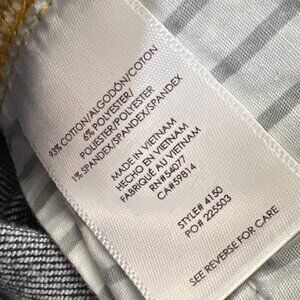 93% COTTON/ALGODÓN/COTON
6% POLYESTER/
POLIÉSTER/POLYESTER
1% SPANDEX/SPANDEX/SPANDEX
MADE IN VIETNAM
HECHO EN VIETNAM
FABRIQUÉ AU VIETNAM
RN#54077
CA#59814
STYLE# 4150
PO# 225503
SEE REVERSE FOR CARE